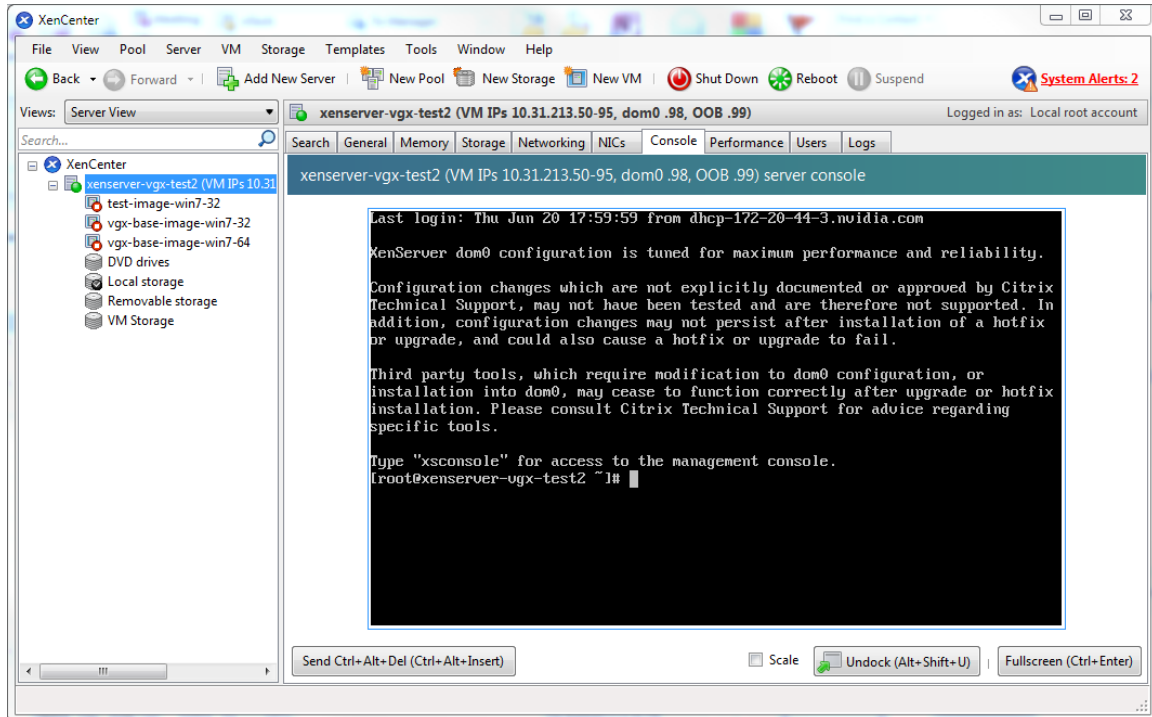 XenCenter
File View Pool Server VM Storage Templates Tools Window Help
Back Forward Add New Server New Pool New Storage New VM Shut Down Reboot Suspend System Alerts: 2
Views: Server View
xenserver-vgx-test2 (VM IPs 10.31.213.50-95, dom0 .98, OOB .99) Logged in as: Local root account
Search...
Search General Memory Storage Networking NICs Console Performance Users Logs
XenCenter
xenserver-vgx-test2 (VM IPs 10.31
test-image-win7-32
vgx-base-image-win7-32
vgx-base-image-win7-64
DVD drives
Local storage
Removable storage
VM Storage
xenserver-vgx-test2 (VM IPs 10.31.213.50-95, dom0 .98, OOB .99) server console
Last login: Thu Jun 20 17:59:59 from dhcp-172-20-44-3.nvidia.com
XenServer dom0 configuration is tuned for maximum performance and reliability.
Configuration changes which are not explicitly documented or approved by Citrix
Technical Support, may not have been tested and are therefore not supported. In
addition, configuration changes may not persist after installation of a hotfix
or upgrade, and could also cause a hotfix or upgrade to fail.
Third party tools, which require modification to dom0 configuration, or
installation into dom0, may cease to function correctly after upgrade or hotfix
installation. Please consult Citrix Technical Support for advice regarding
specific tools.
Type "xsconsole" for access to the management console.
[root@xenserver-vgx-test2 ~]#
Send Ctrl+Alt+Del (Ctrl+Alt+Insert) Scale Undock (Alt+Shift+U) Fullscreen (Ctrl+Enter)